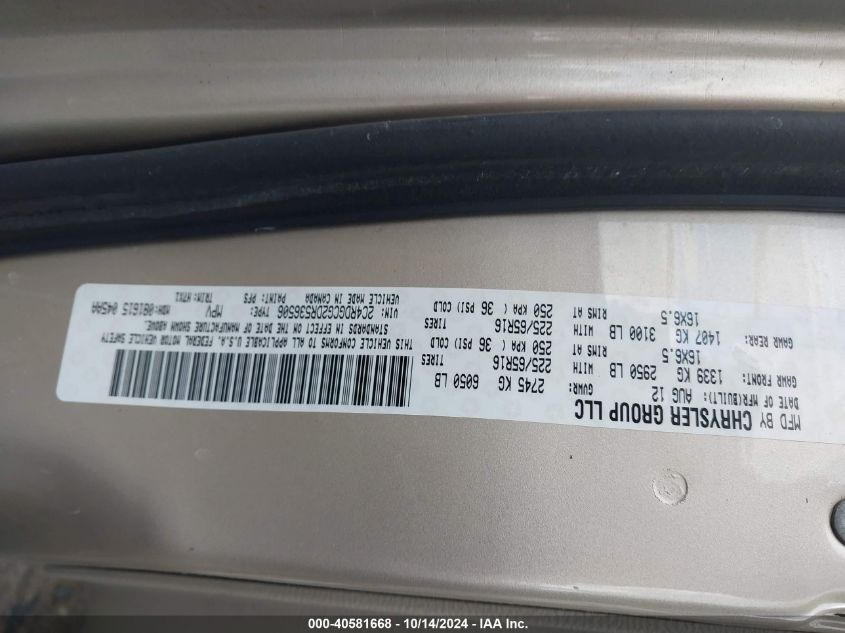 MFD BY CHRYSLER GROUP LLC
DATE OF MFR(BUILT): AUG 12
GVWR: 2745 KG 6050 LB
GAWR FRONT: 1339 KG 2950 LB WITH TIRES 225/65R16
16X6.5 RIMS AT 250 KPA( 36 PSI) COLD
GAWR REAR: 1407 KG 3100 LB WITH TIRES 225/65R16
16X6.5 RIMS AT 250 KPA( 36 PSI) COLD
THIS VEHICLE CONFORMS TO ALL APPLICABLE U.S.A. FEDERAL MOTOR VEHICLE SAFETY
STANDARDS IN EFFECT ON THE DATE OF MANUFACTURE SHOWN ABOVE.
VIN: 2C4RDGCG2DR536506 TYPE: MPV MDH:081615 045AA
VEHICLE MADE IN CANADA PAINT: PFS TRIM: H7X1
000-40581668 - 10/14/2024 - IAA Inc.